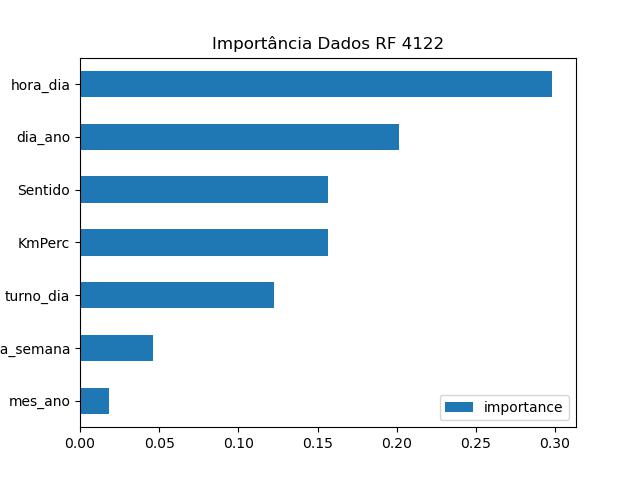 Importância Dados RF 4122
hora_dia
dia_ano
Sentido
KmPerc
turno_dia
a_semana
mes_ano
importance
0.00 0.05 0.10 0.15 0.20 0.25 0.30